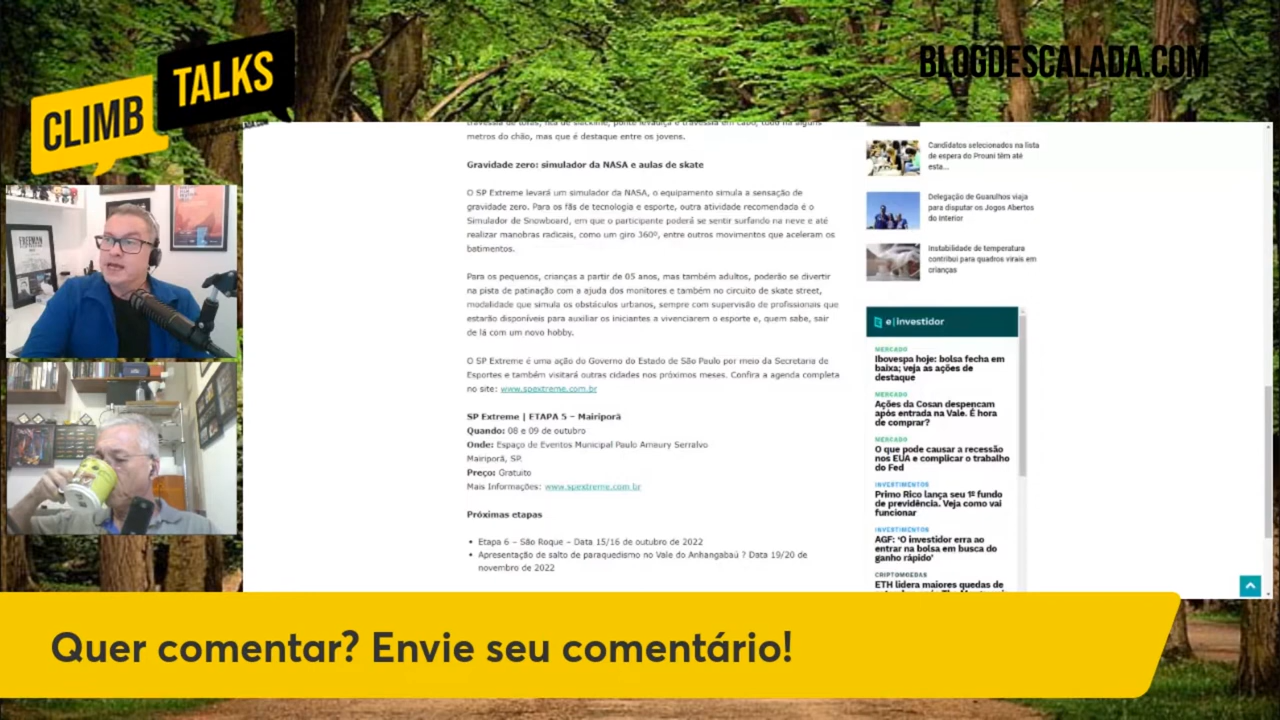 CLIMB
TALKS
BLOGDESCALADA.COM
FREEMAN
metros do chão, mas que é destaque entre os jovens.
Gravidade zero: simulador da NASA e aulas de skate
O SP Extreme levará um simulador da NASA, o equipamento simula a sensação de
gravidade zero. Para os fãs de tecnologia e esporte, outra atividade recomendada é o
Simulador de Snowboard, em que o participante poderá se sentir surfando na neve e até
realizar manobras radicais, como um giro 360º, entre outros movimentos que aceleram os
batimentos.
Para os pequenos, crianças a partir de 05 anos, mas também adultos, poderão se divertir
na pista de patinação com a ajuda dos monitores e também no circuito de skate street,
modalidade que simula os obstáculos urbanos, sempre com supervisão de profissionais que
estarão disponíveis para auxiliar os iniciantes a vivenciarem o esporte e, quem sabe, sair
de lá com um novo hobby.
O SP Extreme é uma ação do Governo do Estado de São Paulo por meio da Secretaria de
Esportes e também visitará outras cidades nos próximos meses. Confira a agenda completa
no site: www.spextreme.com.br
SP Extreme | ETAPA 5 – Mairiporã
Quando: 08 e 09 de outubro
Onde: Espaço de Eventos Municipal Paulo Amaury Serralvo
Mairiporã, SP.
Preço: Gratuito
Mais Informações: www.spextreme.com.br
Próximas etapas
• Etapa 6 – São Roque – Data 15/16 de outubro de 2022
• Apresentação de salto de paraquedismo no Vale do Anhangabaú ? Data 19/20 de
novembro de 2022
Candidatos selecionados na lista
de espera do Prouni têm até
esta...
Delegação de Guarulhos viaja
para disputar os Jogos Abertos
do Interior
Instabilidade de temperatura
contribui para quadros virais em
crianças
e|investidor
MERCADO
Ibovespa hoje: bolsa fecha em
baixa; veja as ações de
destaque
MERCADO
Ações da Cosan despencam
após entrada na Vale. É hora
de comprar?
MERCADO
O que pode causar a recessão
nos EUA e complicar o trabalho
do Fed
INVESTIMENTOS
Primo Rico lança seu 1º fundo
de previdência. Veja como vai
funcionar
INVESTIMENTOS
AGF: 'O investidor erra ao
entrar na bolsa em busca do
ganho rápido'
CRIPTOMOEDAS
ETH lidera maiores quedas de
Quer comentar? Envie seu comentário!